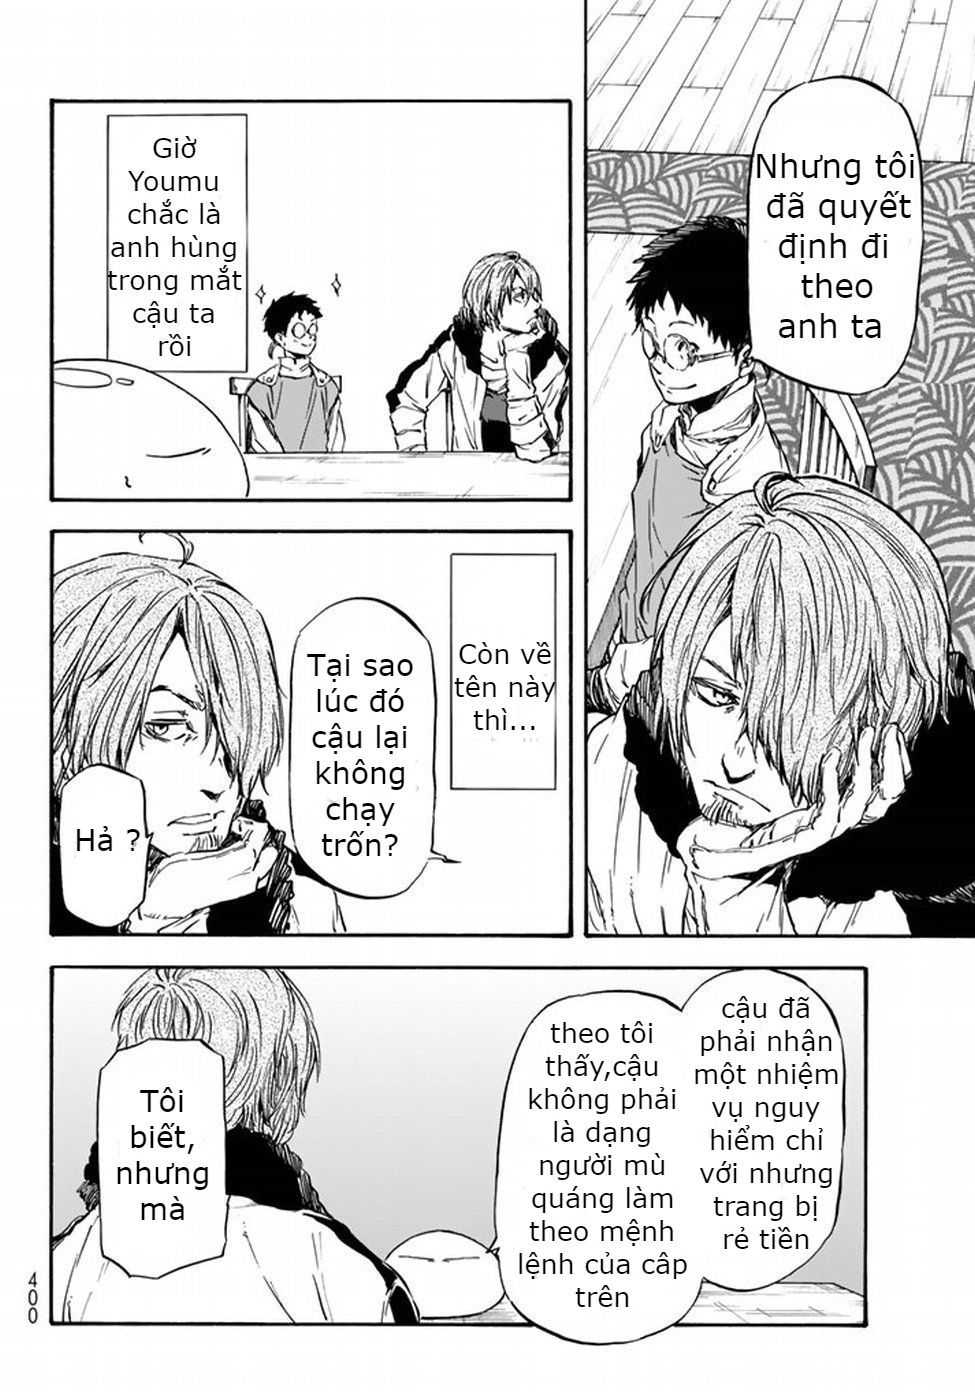 Nhưng tôi
đã quyết
định đi
theo
anh ta
Giờ
Youmu
chắc là
anh hùng
trong mắt
cậu ta
rồi
Còn về
tên này
thì...
Tại sao
lúc đó
cậu lại
không
chạy
trốn?
Hả ?
cậu đã
phải nhận
một nhiệm
vụ nguy
hiểm chỉ
với nhưng
trang bị
rẻ tiền
theo tôi
thấy,cậu
không phải
là dạng
người mù
quáng làm
theo mệnh
lệnh của câp
trên
Tôi
biết,
nhưng
mà
400